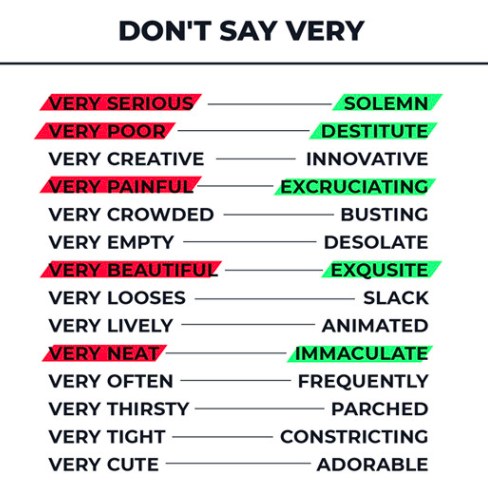 DON'T SAY VERY
VERY SERIOUS SOLEMN
VERY POOR DESTITUTE
VERY CREATIVE INNOVATIVE
VERY PAINFUL EXCRUCIATING
VERY CROWDED BUSTING
VERY EMPTY DESOLATE
VERY BEAUTIFUL EXQUSITE
VERY LOOSES SLACK
VERY LIVELY ANIMATED
VERY NEAT IMMACULATE
VERY OFTEN FREQUENTLY
VERY THIRSTY PARCHED
VERY TIGHT CONSTRICTING
VERY CUTE ADORABLE